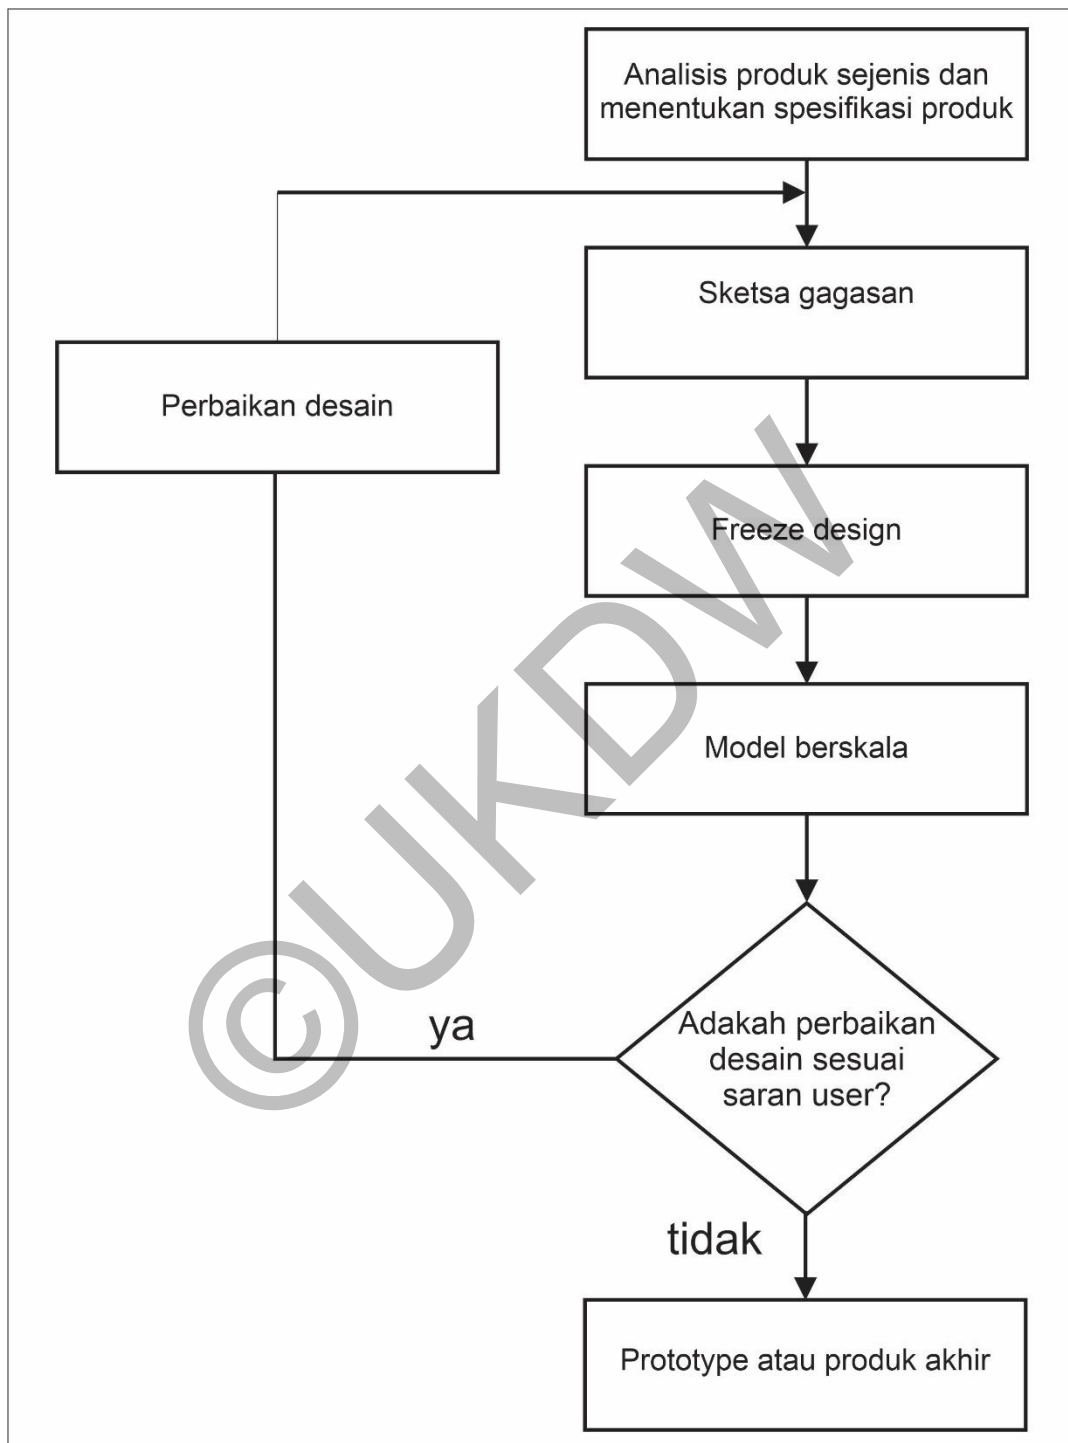 Analisis produk sejenis dan
menentukan spesifikasi produk
Sketsa gagasan
Perbaikan desain
Freeze design
Model berskala
Adakah perbaikan
desain sesuai
saran user?
ya
tidak
Prototype atau produk akhir
©UKDW